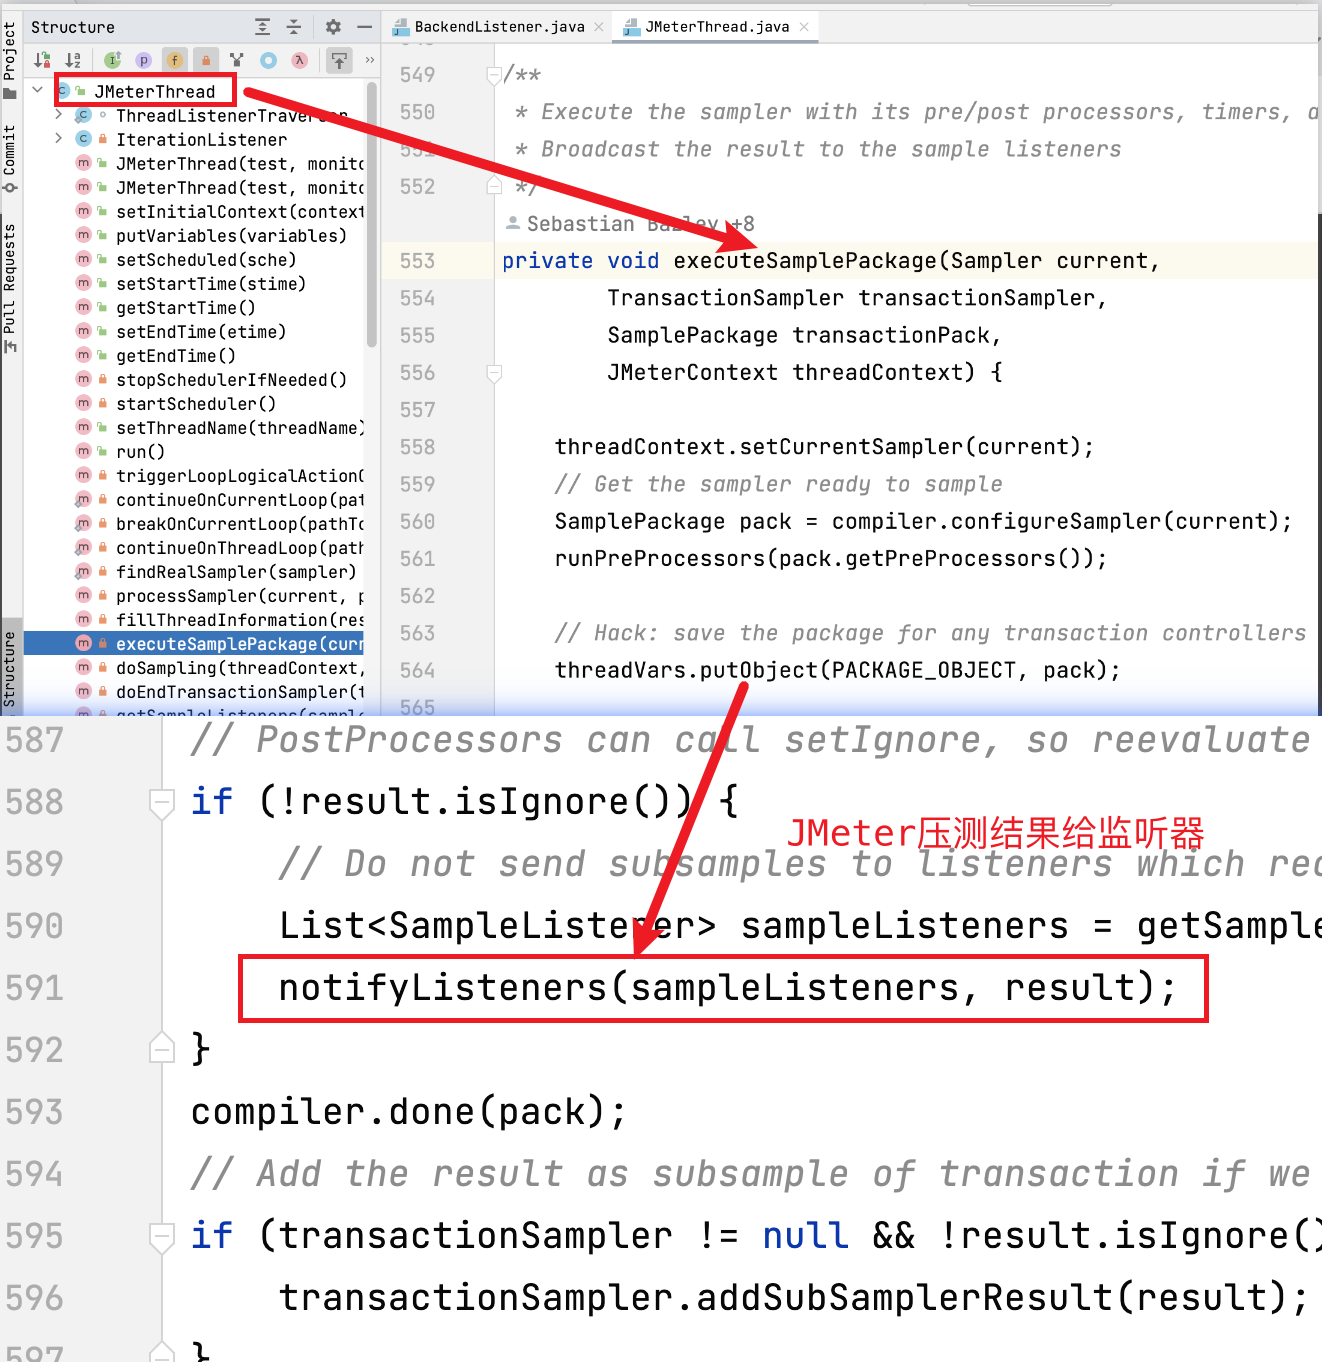 Structure
Project
Commit
Pull Requests
Structure
BackendListener.java
JMeterThread.java
JMeterThread
ThreadListenerTraverser
IterationListener
JMeterThread(test, monito
JMeterThread(test, monito
setInitialContext(context
putVariables(variables)
setScheduled(sche)
setStartTime(stime)
getStartTime()
setEndTime(etime)
getEndTime()
stopSchedulerIfNeeded()
startScheduler()
setThreadName(threadName)
run()
triggerLoopLogicalAction(
continueOnCurrentLoop(pat
breakOnCurrentLoop(pathTo
continueOnThreadLoop(path
findRealSampler(sampler)
processSampler(current, p
fillThreadInformation(res
executeSamplePackage(curr
doSampling(threadContext,
doEndTransactionSampler(t
getSampleListeners(sample
549 /**
550 * Execute the sampler with its pre/post processors, timers, a
551 * Broadcast the result to the sample listeners
552 */
Sebastian Bazley +8
553 private void executeSamplePackage(Sampler current,
554 TransactionSampler transactionSampler,
555 SamplePackage transactionPack,
556 JMeterContext threadContext) {
557
558 threadContext.setCurrentSampler(current);
559 // Get the sampler ready to sample
560 SamplePackage pack = compiler.configureSampler(current);
561 runPreProcessors(pack.getPreProcessors());
562
563 // Hack: save the package for any transaction controllers
564 threadVars.putObject(PACKAGE_OBJECT, pack);
565
587 // PostProcessors can call setIgnore, so reevaluate
588 if (!result.isIgnore()) {
JMeter压测结果给监听器
589 // Do not send subsamples to listeners which rec
590 List<SampleListener> sampleListeners = getSample
591 notifyListeners(sampleListeners, result);
592 }
593 compiler.done(pack);
594 // Add the result as subsample of transaction if we
595 if (transactionSampler != null && !result.isIgnore()
596 transactionSampler.addSubSamplerResult(result);
597 }